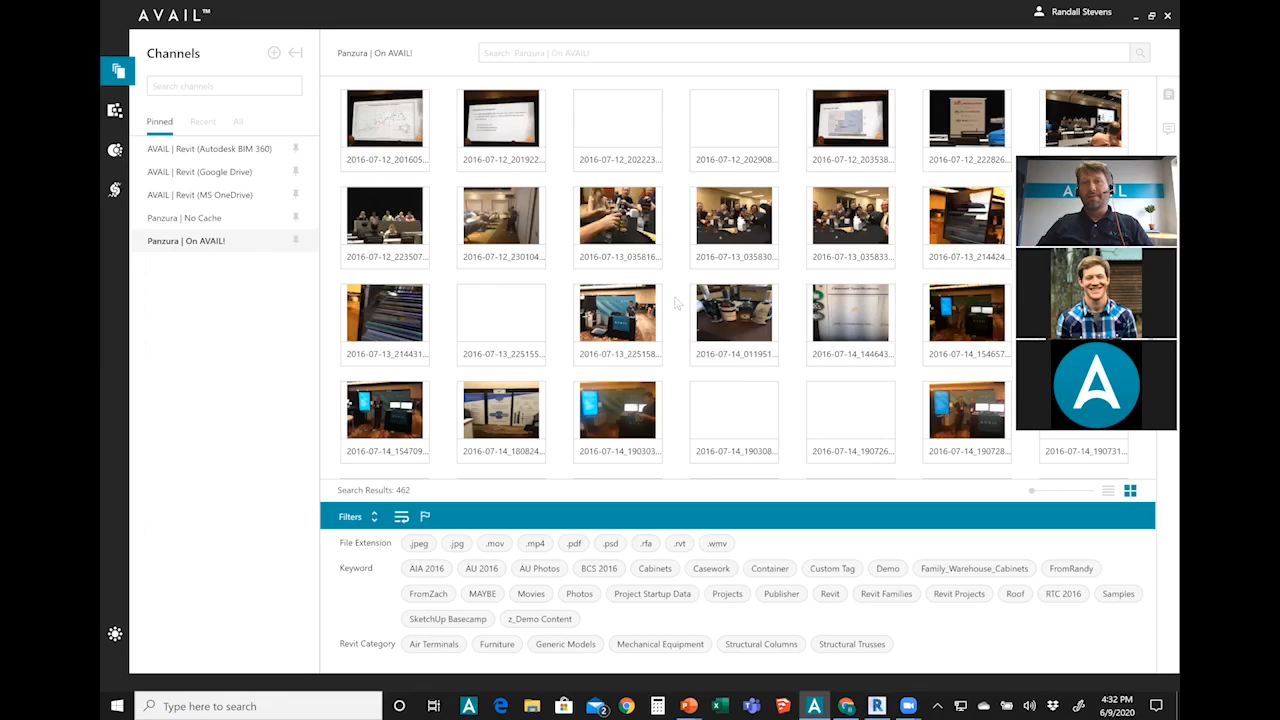 AVAIL™
Randall Stevens
Channels
Panzura | On AVAIL!
Search Panzura | On AVAIL!
Search channels
Pinned Recent All
AVAIL | Revit (Autodesk BIM 360)
AVAIL | Revit (Google Drive)
AVAIL | Revit (MS OneDrive)
Panzura | No Cache
Panzura | On AVAIL!
2016-07-12_201605... 2016-07-12_201922... 2016-07-12_202223... 2016-07-12_202908... 2016-07-12_203538... 2016-07-12_222826...
AVAIL
2016-07-12_223507... 2016-07-12_230104... 2016-07-13_035816... 2016-07-13_035830... 2016-07-13_035833... 2016-07-13_214424...
AVAIL
2016-07-13_214431... 2016-07-13_225155... 2016-07-13_225158... 2016-07-14_011951... 2016-07-14_144643... 2016-07-14_154657...
A
2016-07-14_154709... 2016-07-14_180824... 2016-07-14_190303... 2016-07-14_190308... 2016-07-14_190726... 2016-07-14_190728... 2016-07-14_190731...
Search Results: 462
Filters
File Extension .jpeg .jpg .mov .mp4 .pdf .psd .rfa .rvt .wmv
Keyword AIA 2016 AU 2016 AU Photos BCS 2016 Cabinets Casework Container Custom Tag Demo Family_Warehouse_Cabinets FromRandy
FromZach MAYBE Movies Photos Project Startup Data Projects Publisher Revit Revit Families Revit Projects Roof RTC 2016 Samples
SketchUp Basecamp z_Demo Content
Revit Category Air Terminals Furniture Generic Models Mechanical Equipment Structural Columns Structural Trusses
Type here to search
4:32 PM
6/9/2020